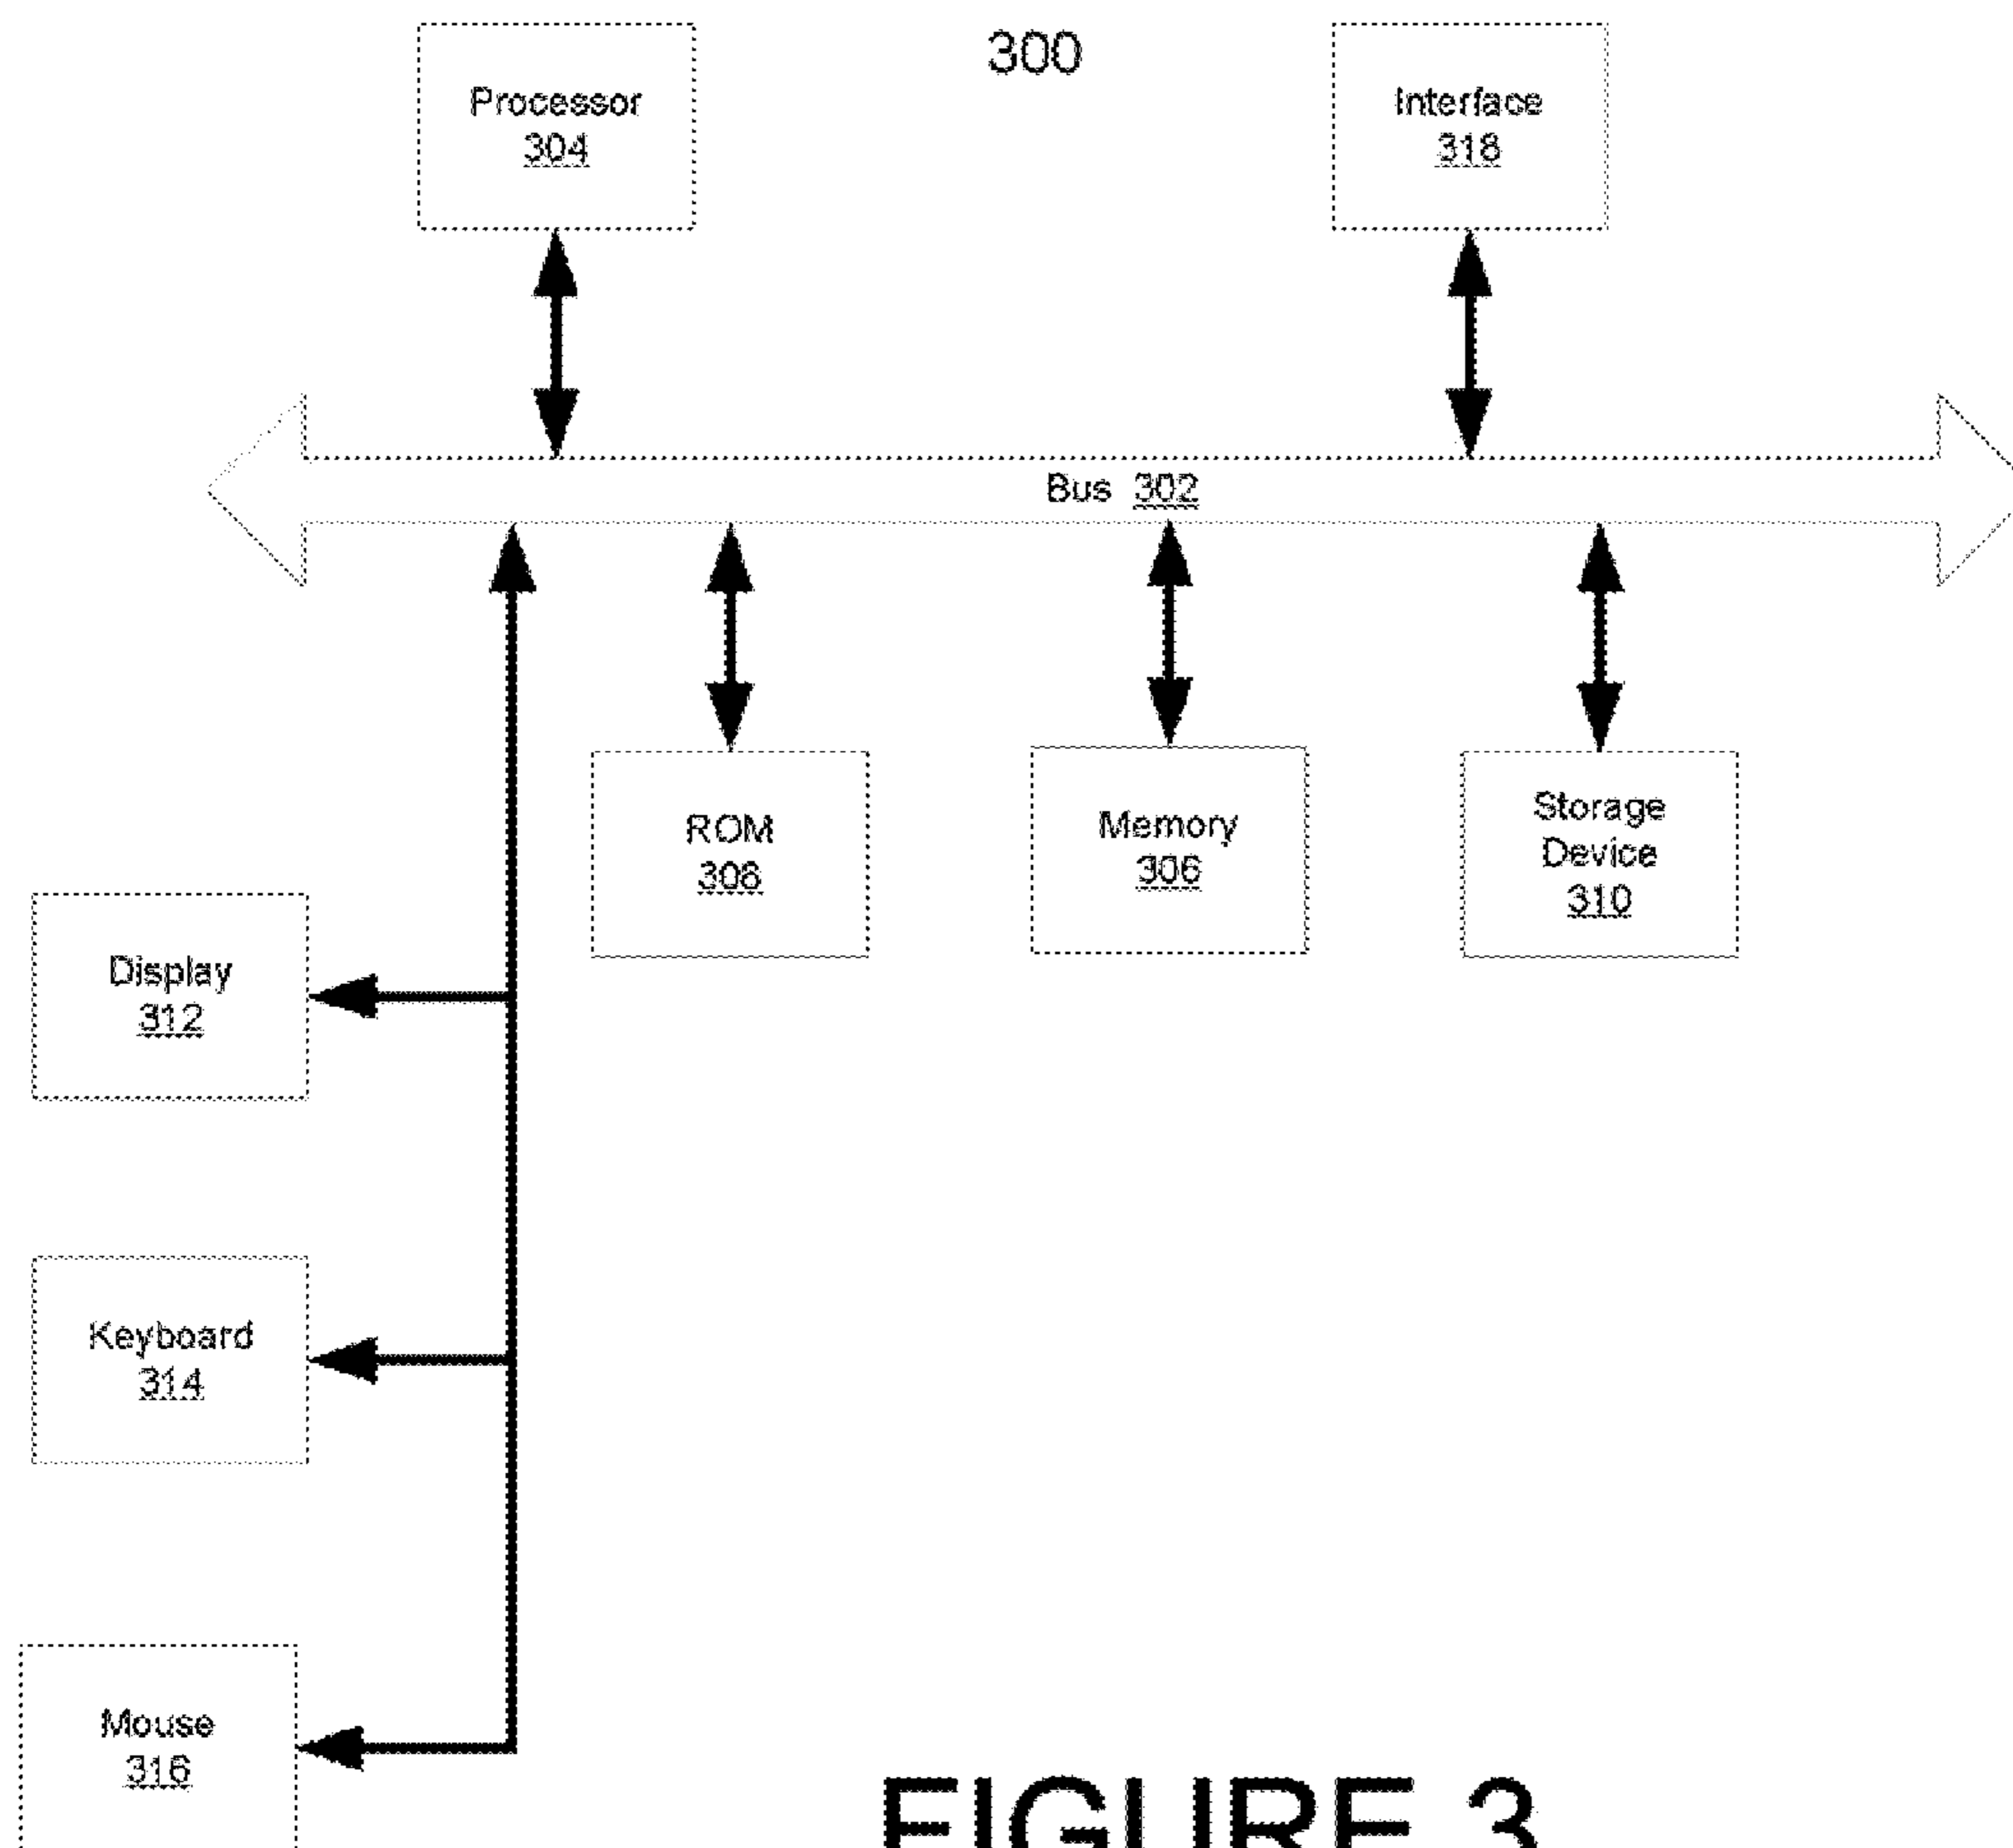 300
Processor
304
Interface
318
Bus 302
ROM
308
Memory
306
Storage
Device
310
Display
312
Keyboard
314
Mouse
316
FIGURE 3